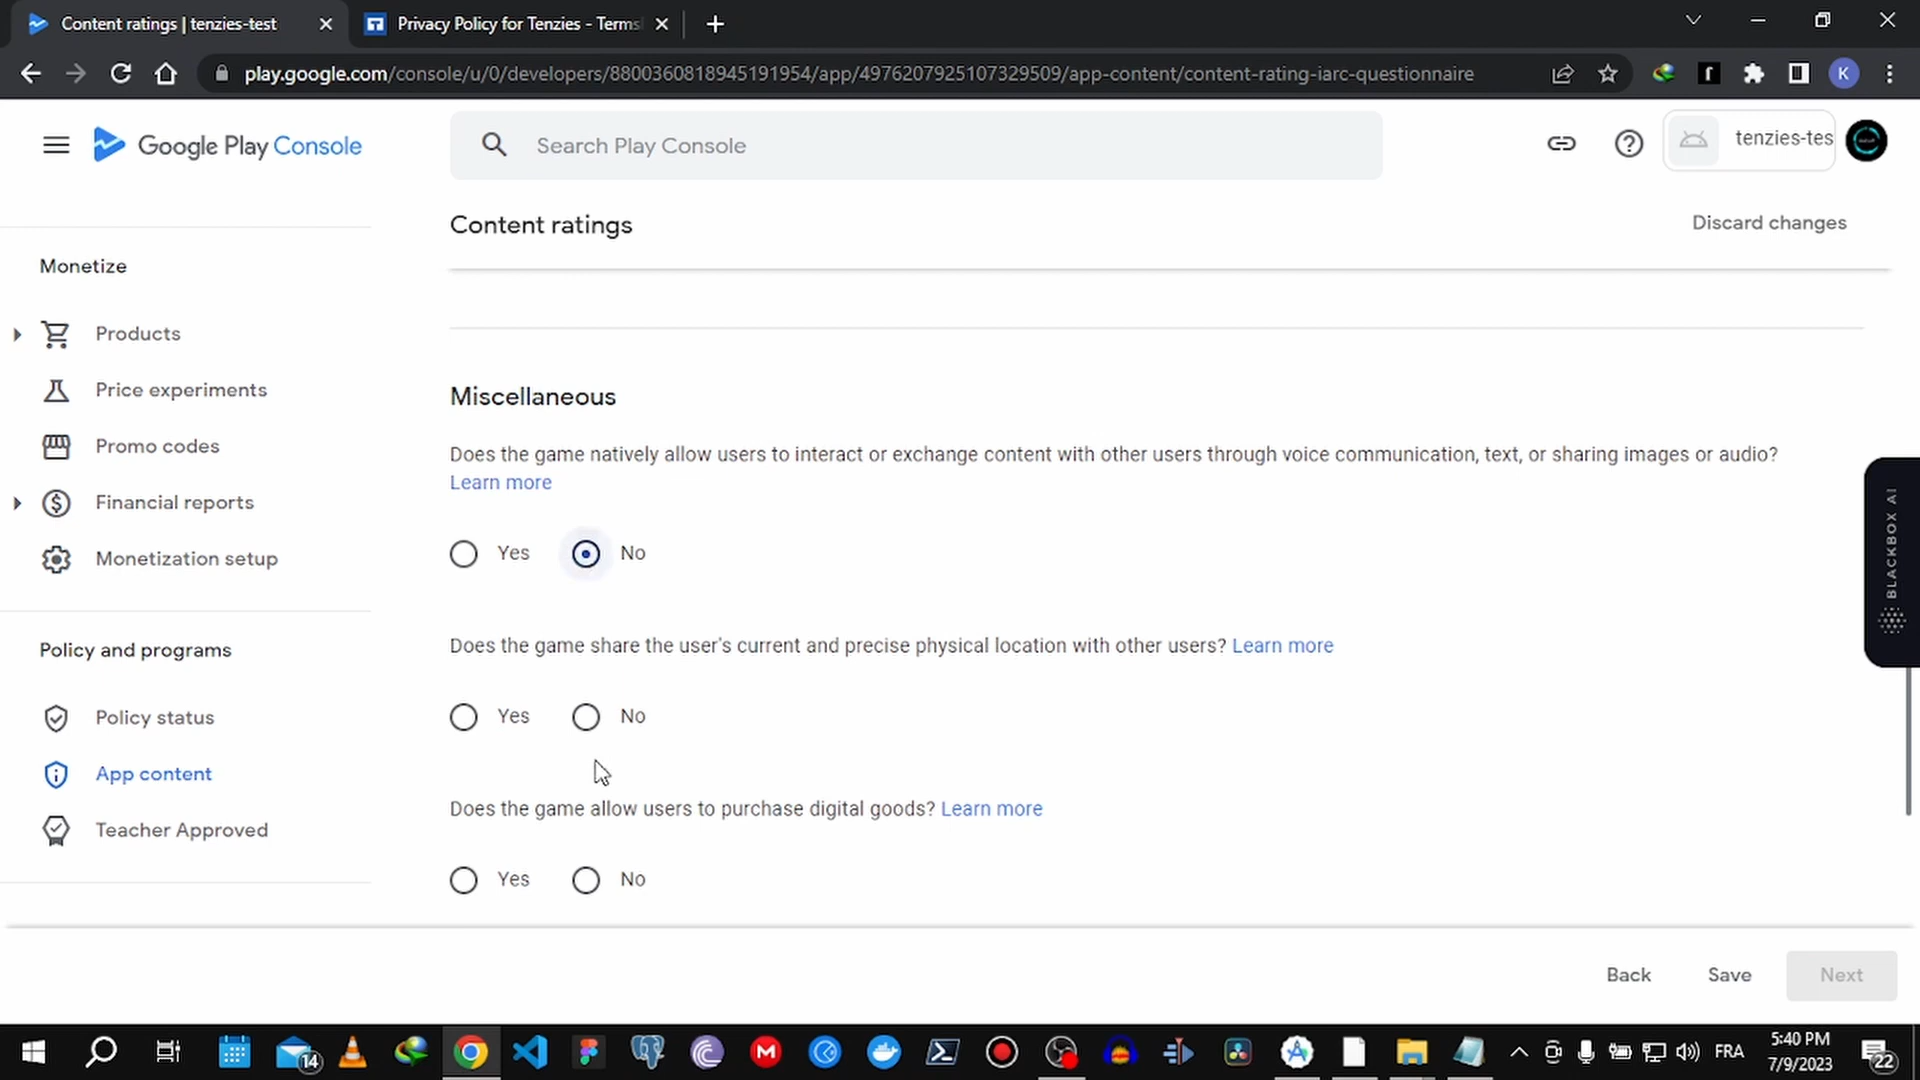 Content ratings | tenzies-test
Privacy Policy for Tenzies - Terms
play.google.com/console/u/0/developers/8800360818945191954/app/4976207925107329509/app-content/content-rating-iarc-questionnaire
K
Google Play Console
Search Play Console
tenzies-tes
Content ratings
Discard changes
Monetize
Products
Price experiments
Promo codes
Financial reports
Monetization setup
Policy and programs
Policy status
App content
Teacher Approved
Miscellaneous
Does the game natively allow users to interact or exchange content with other users through voice communication, text, or sharing images or audio?
Learn more
Yes No
Does the game share the user's current and precise physical location with other users? Learn more
Yes No
Does the game allow users to purchase digital goods? Learn more
Yes No
BLACKBOX AI
Back Save Next
14
FRA
5:40 PM
7/9/2023
22